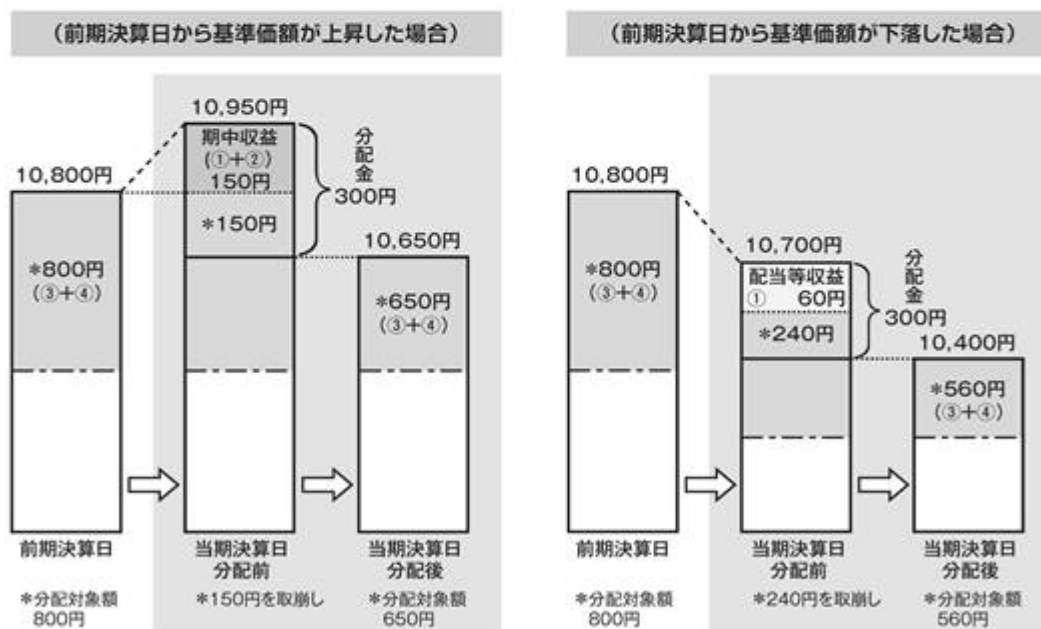 (前期決算日から基準価額が上昇した場合)
10,950円
期中収益
(①+②)
150円
*150円
分配金
300円
10,800円
*800円
(③+④)
10,650円
*650円
(③+④)
前期決算日
当期決算日
分配前
当期決算日
分配後
*分配対象額
800円
*150円を取崩し
*分配対象額
650円
(前期決算日から基準価額が下落した場合)
10,800円
*800円
(③+④)
10,700円
配当等収益
① 60円
*240円
分配金
300円
10,400円
*560円
(③+④)
前期決算日
当期決算日
分配前
当期決算日
分配後
*分配対象額
800円
*240円を取崩し
*分配対象額
560円